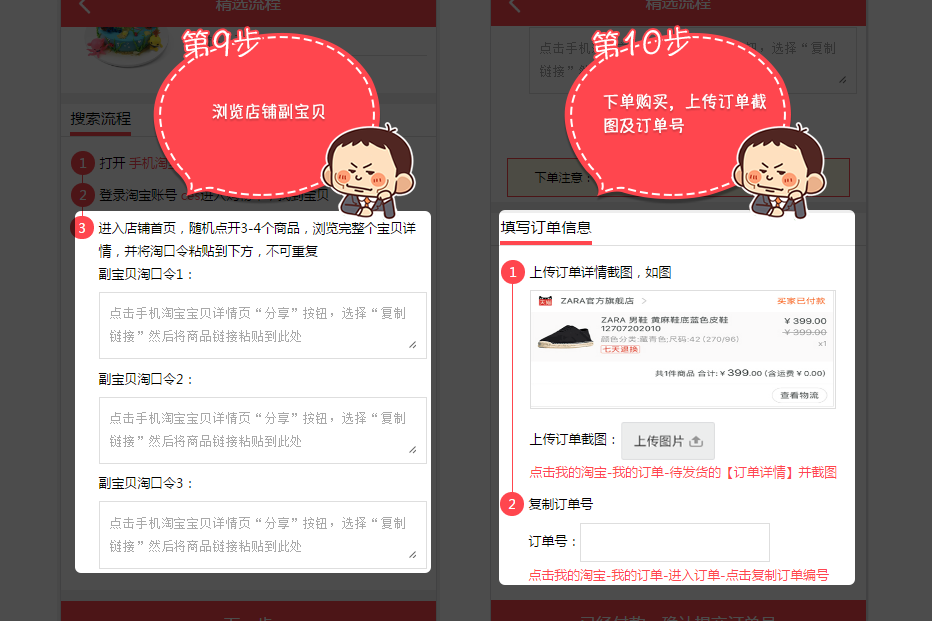 精选流程
第9步
浏览店铺副宝贝
搜索流程
1 打开 手机淘
2 登录淘宝账号
3 进入店铺首页，随机点开3-4个商品，浏览完整个宝贝详
情，并将淘口令粘贴到下方，不可重复
副宝贝淘口令1：
点击手机淘宝宝贝详情页“分享”按钮，选择“复制
链接”然后将商品链接粘贴到此处
副宝贝淘口令2：
点击手机淘宝宝贝详情页“分享”按钮，选择“复制
链接”然后将商品链接粘贴到此处
副宝贝淘口令3：
点击手机淘宝宝贝详情页“分享”按钮，选择“复制
链接”然后将商品链接粘贴到此处
下一步
精选流程
点击手机
，选择“复制
链接”
第10步
下单购买，上传订单截
图及订单号
下单注意：
填写订单信息
1 上传订单详情截图，如图
ZARA官方旗舰店 >
买家已付款
ZARA 男鞋 黄麻鞋底蓝色皮鞋
12707202010
颜色分类:藏青色;尺码:42 (270/96)
七天退换
¥ 399.00
¥ 399.00
x1
共1件商品 合计:¥ 399.00 (含运费 ¥ 0.00)
查看物流
上传订单截图：
上传图片
点击我的淘宝-我的订单-待发货的【订单详情】并截图
2 复制订单号
订单号：
点击我的淘宝-我的订单-进入订单-点击复制订单编号
已经付款，确认提交订单号